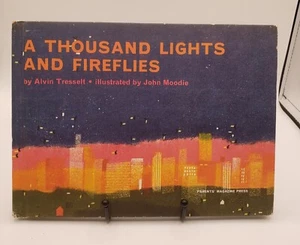 A THOUSAND LIGHTS
AND FIREFLIES
by Alvin Tresselt • illustrated by John Moodie
PARENTS' MAGAZINE PRESS